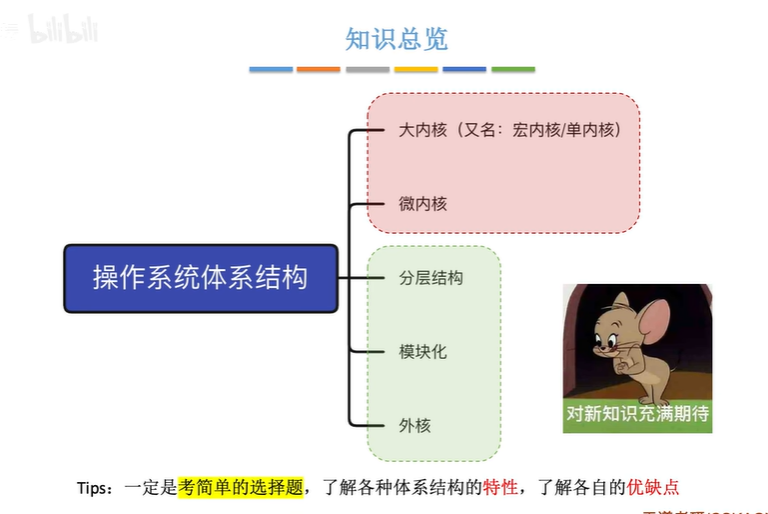 bilibili
知识总览
大内核（又名：宏内核/单内核）
微内核
操作系统体系结构
分层结构
模块化
外核
对新知识充满期待
Tips：一定是考简单的选择题，了解各种体系结构的特性，了解各自的优缺点